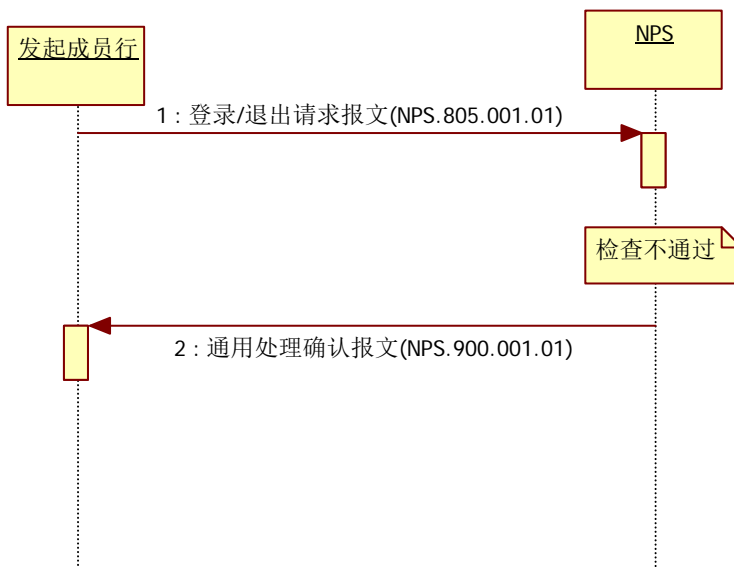 发起成员行
NPS
1 : 登录/退出请求报文(NPS.805.001.01)
检查不通过
2 : 通用处理确认报文(NPS.900.001.01)